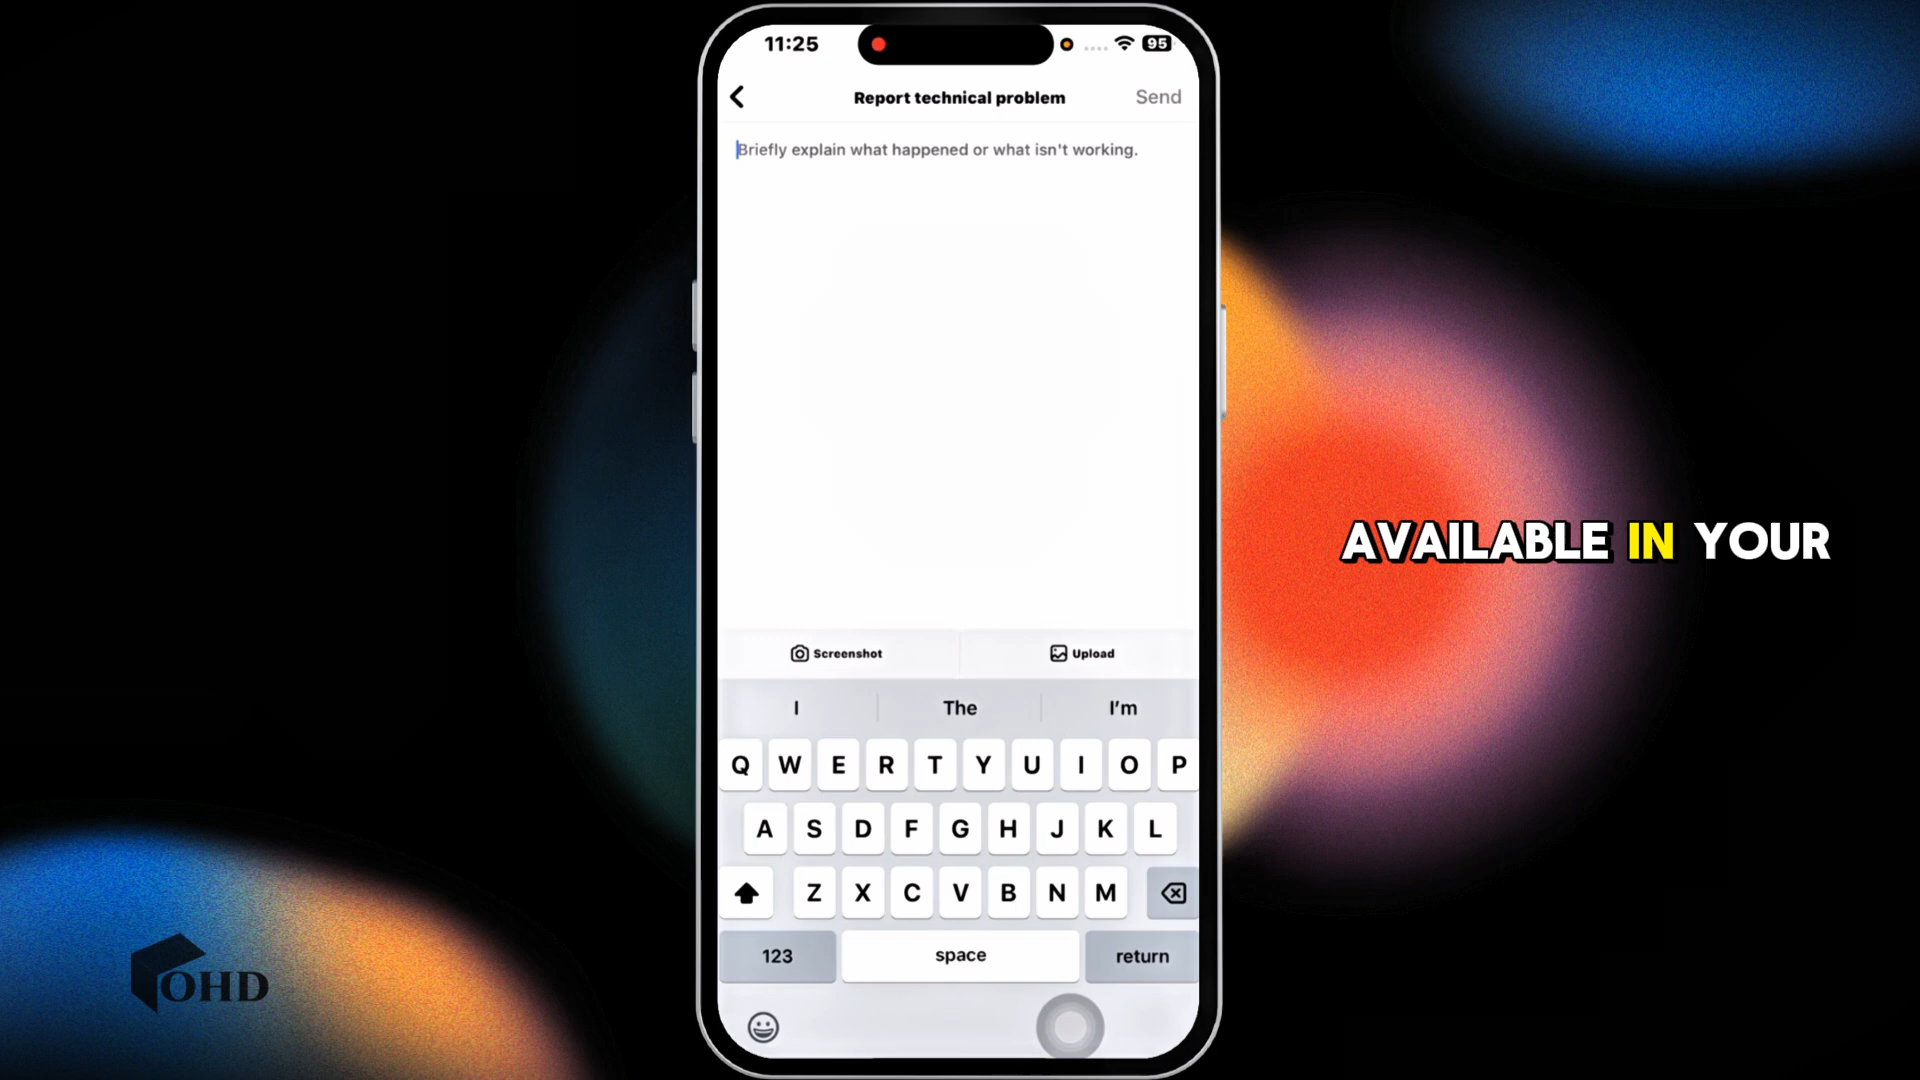 11:25
95
Report technical problem
Send
Briefly explain what happened or what isn't working.
AVAILABLE IN YOUR
Screenshot
Upload
I The I'm
Q W E R T Y U I O P
A S D F G H J K L
Z X C V B N M
123 space return
OHD